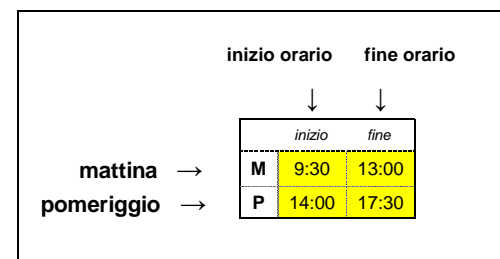 inizio orario fine orario
↓ ↓
inizio fine
mattina → M 9:30 13:00
pomeriggio → P 14:00 17:30